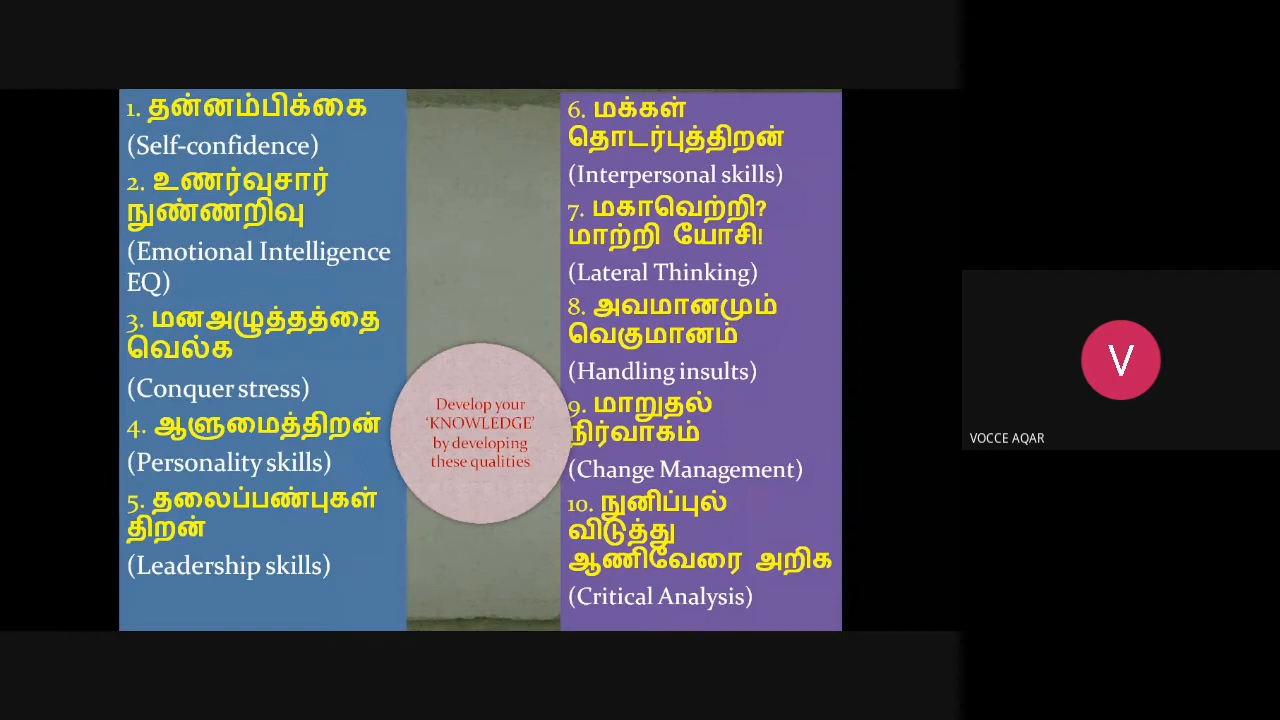 1. தன்னம்பிக்கை
(Self-confidence)
2. உணர்வுசார்
நுண்ணறிவு
(Emotional Intelligence
EQ)
3. மனஅழுத்தத்தை
வெல்க
(Conquer stress)
4. ஆளுமைத்திறன்
(Personality skills)
5. தலைப்பண்புகள்
திறன்
(Leadership skills)
Develop your
‘KNOWLEDGE’
by developing
these qualities
6. மக்கள்
தொடர்புத்திறன்
(Interpersonal skills)
7. மகாவெற்றி?
மாற்றி யோசி!
(Lateral Thinking)
8. அவமானமும்
வெகுமானம்
(Handling insults)
9. மாறுதல்
நிர்வாகம்
(Change Management)
10. நுனிப்புல்
விடுத்து
ஆணிவேரை அறிக
(Critical Analysis)
V
VOCCE AQAR